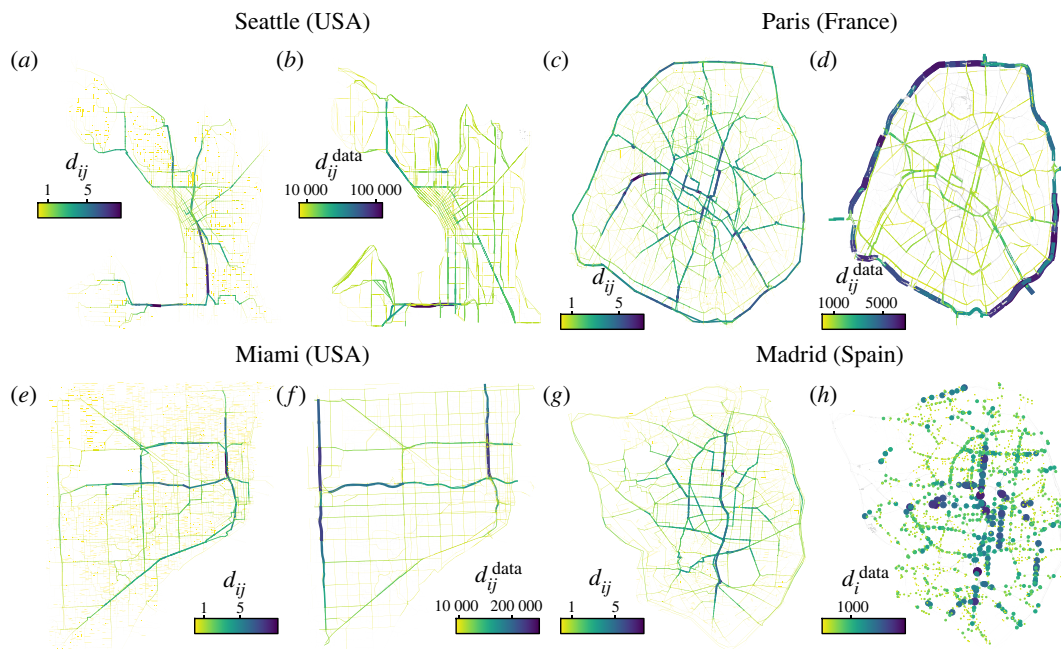 Seattle (USA)
Paris (France)
(a)
(b)
(c)
(d)
d_ij
1 5
d_ij^data
10 000 100 000
d_ij
1 5
d_ij^data
1000 5000
Miami (USA)
Madrid (Spain)
(e)
(f)
(g)
(h)
d_ij
1 5
d_ij^data
10 000 200 000
d_ij
1 5
d_i^data
1000